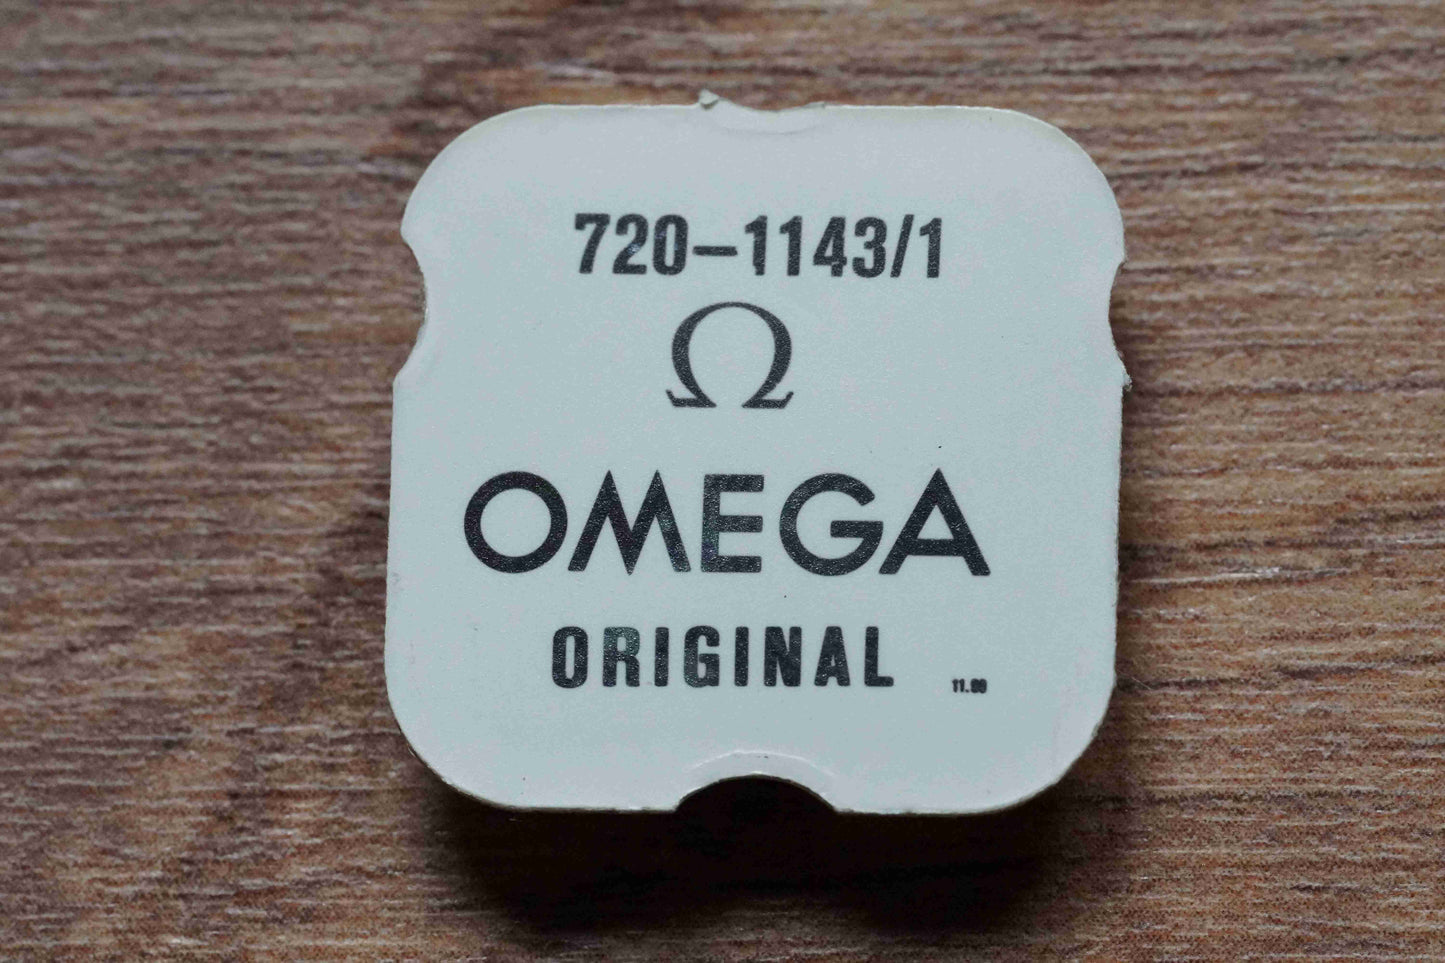 720–1143/1
Ω
OMEGA
ORIGINAL